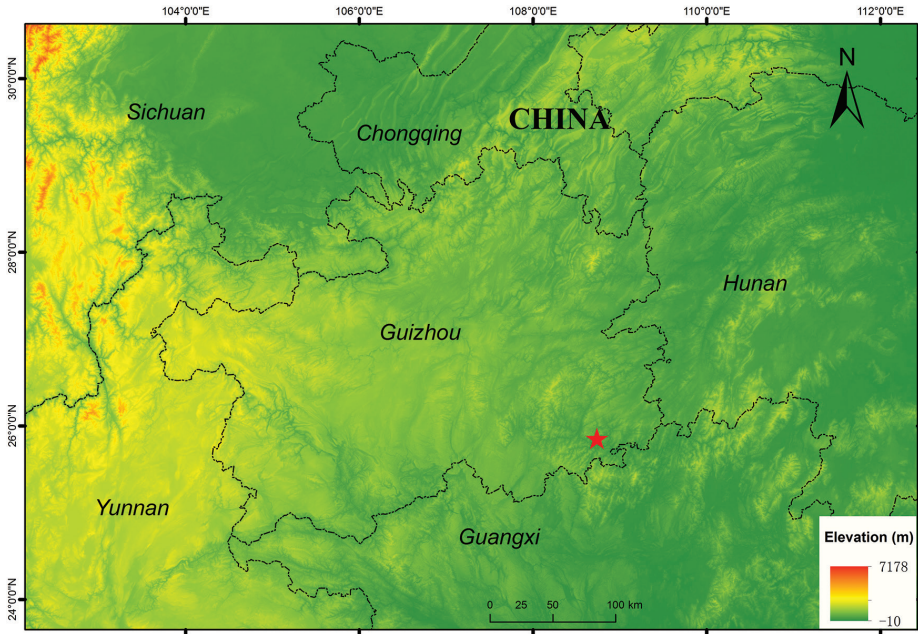 104°0'0"E 106°0'0"E 108°0'0"E 110°0'0"E 112°0'0"E
30°0'0"N
28°0'0"N
26°0'0"N
24°0'0"N
N
Sichuan
Chongqing
CHINA
Hunan
Guizhou
Yunnan
Guangxi
Elevation (m)
7178
-10
0 25 50 100 km